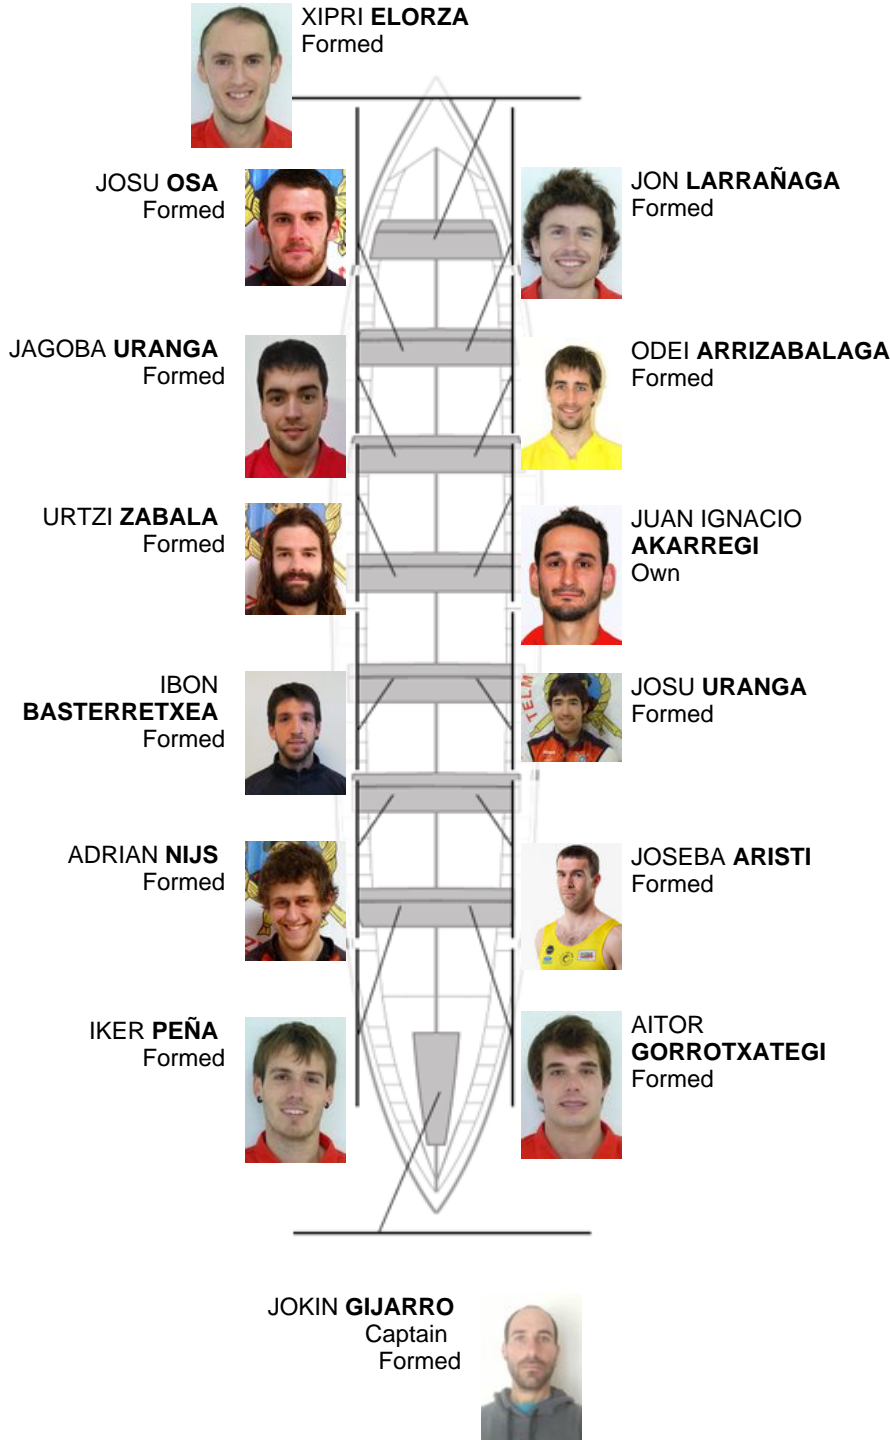 XIPRI ELORZA
Formed
JOSU OSA
Formed
JON LARRAÑAGA
Formed
JAGOBA URANGA
Formed
ODEI ARRIZABALAGA
Formed
URTZI ZABALA
Formed
JUAN IGNACIO
AKARREGI
Own
IBON
BASTERRETXEA
Formed
TELM
JOSU URANGA
Formed
ADRIAN NIJS
Formed
JOSEBA ARISTI
Formed
IKER PEÑA
Formed
AITOR
GORROTXATEGI
Formed
JOKIN GIJARRO
Captain
Formed